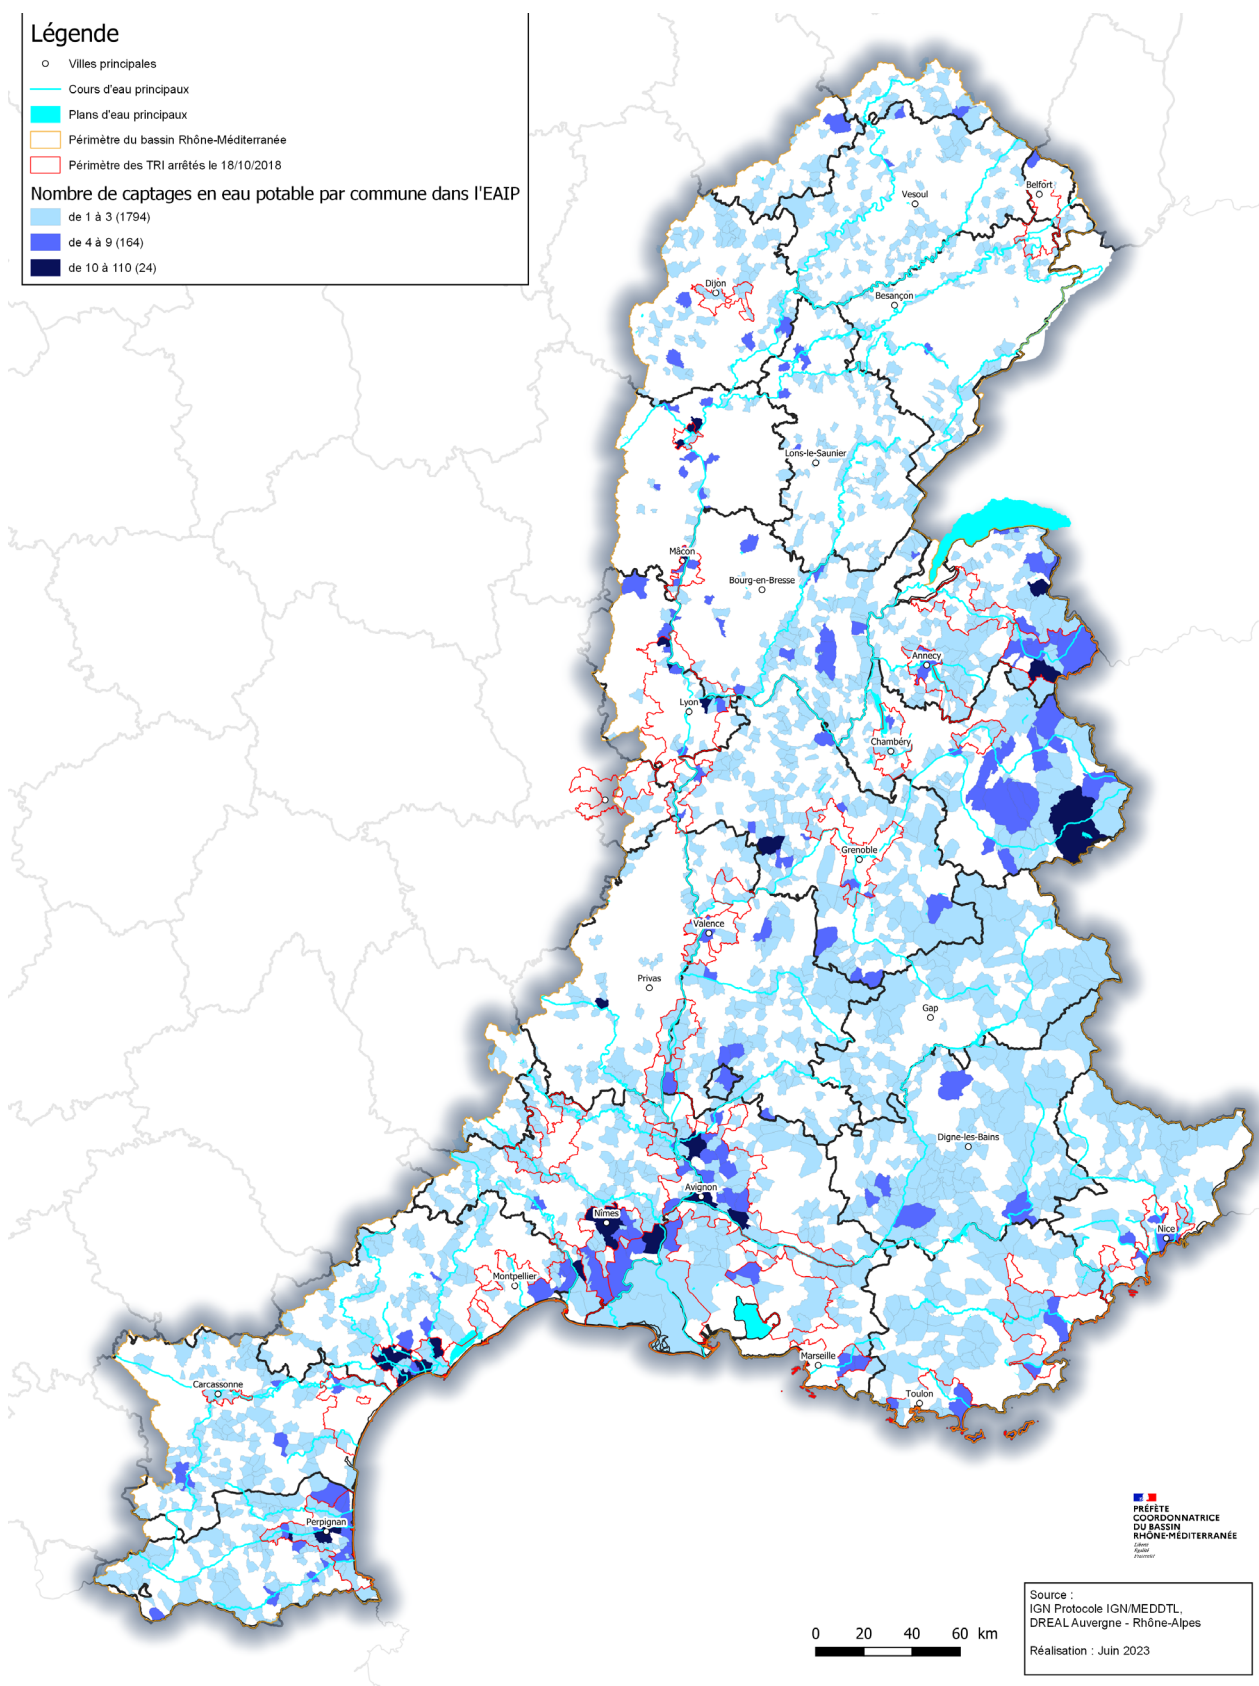 Légende
Villes principales
Cours d'eau principaux
Plans d'eau principaux
Périmètre du bassin Rhône-Méditerranée
Périmètre des TRI arrêtés le 18/10/2018
Nombre de captages en eau potable par commune dans l'EAIP
de 1 à 3 (1794)
de 4 à 9 (164)
de 10 à 110 (24)
Belfort
Vesoul
Dijon
Besançon
Lons-le-Saunier
Mâcon
Bourg-en-Bresse
Annecy
Lyon
Chambéry
Grenoble
Valence
Privas
Gap
Digne-les-Bains
Avignon
Nîmes
Nice
Montpellier
Marseille
Carcassonne
Toulon
Perpignan
PRÉFÈTE
COORDONNATRICE
DU BASSIN
RHÔNE-MÉDITERRANÉE
Liberté
Égalité
Fraternité
Source :
IGN Protocole IGN/MEDDTL,
DREAL Auvergne - Rhône-Alpes
Réalisation : Juin 2023
0 20 40 60 km